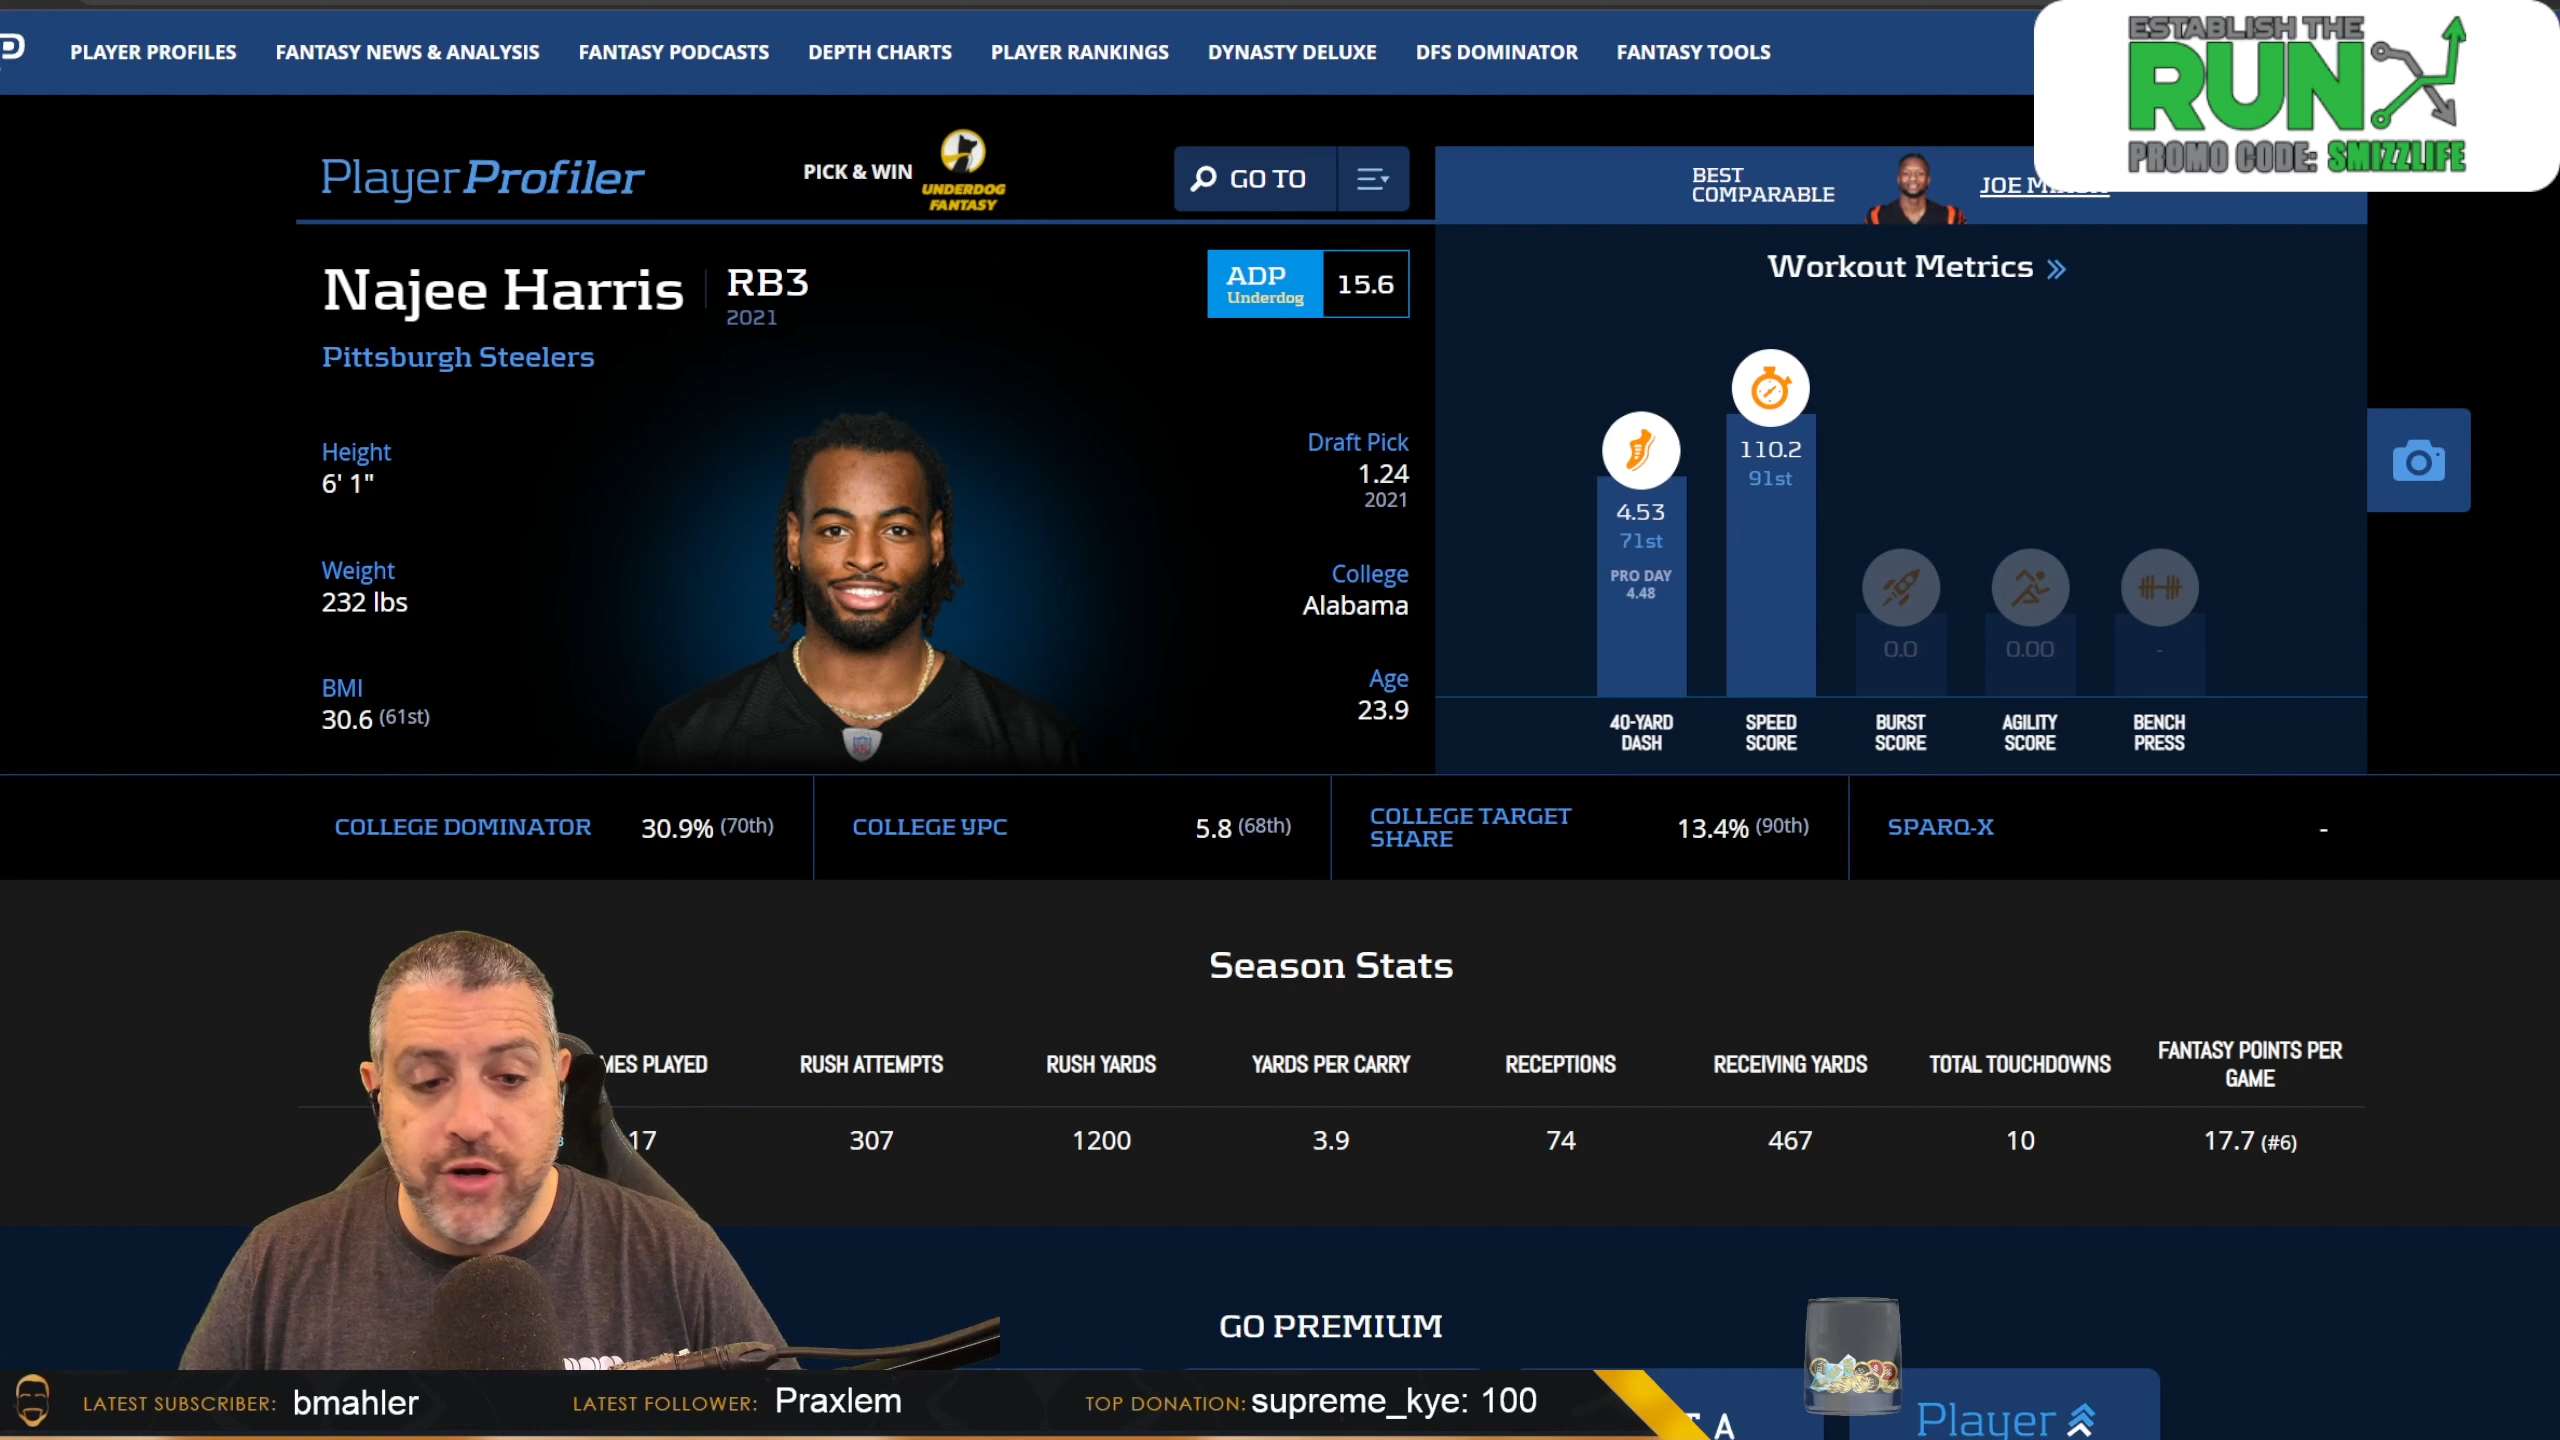 PLAYER PROFILES FANTASY NEWS & ANALYSIS FANTASY PODCASTS DEPTH CHARTS PLAYER RANKINGS DYNASTY DELUXE DFS DOMINATOR FANTASY TOOLS
ESTABLISH THE
RUN
PROMO CODE: SMIZZLIFE
PlayerProfiler
PICK & WIN
UNDERDOG
FANTASY
GO TO
BEST
COMPARABLE
JOE
Najee Harris
RB3
2021
ADP
Underdog
15.6
Pittsburgh Steelers
Height
6' 1"
Weight
232 lbs
BMI
30.6 (61st)
Draft Pick
1.24
2021
College
Alabama
Age
23.9
Workout Metrics
4.53
71st
PRO DAY
4.48
110.2
91st
0.0
0.00
-
40-YARD
DASH
SPEED
SCORE
BURST
SCORE
AGILITY
SCORE
BENCH
PRESS
COLLEGE DOMINATOR 30.9% (70th)
COLLEGE YPC 5.8 (68th)
COLLEGE TARGET
SHARE
13.4% (90th)
SPARQ-X -
Season Stats
MES PLAYED RUSH ATTEMPTS RUSH YARDS YARDS PER CARRY RECEPTIONS RECEIVING YARDS TOTAL TOUCHDOWNS FANTASY POINTS PER
GAME
17 307 1200 3.9 74 467 10 17.7 (#6)
GO PREMIUM
LATEST SUBSCRIBER: bmahler LATEST FOLLOWER: Praxlem TOP DONATION: supreme_kye: 100
A
Player